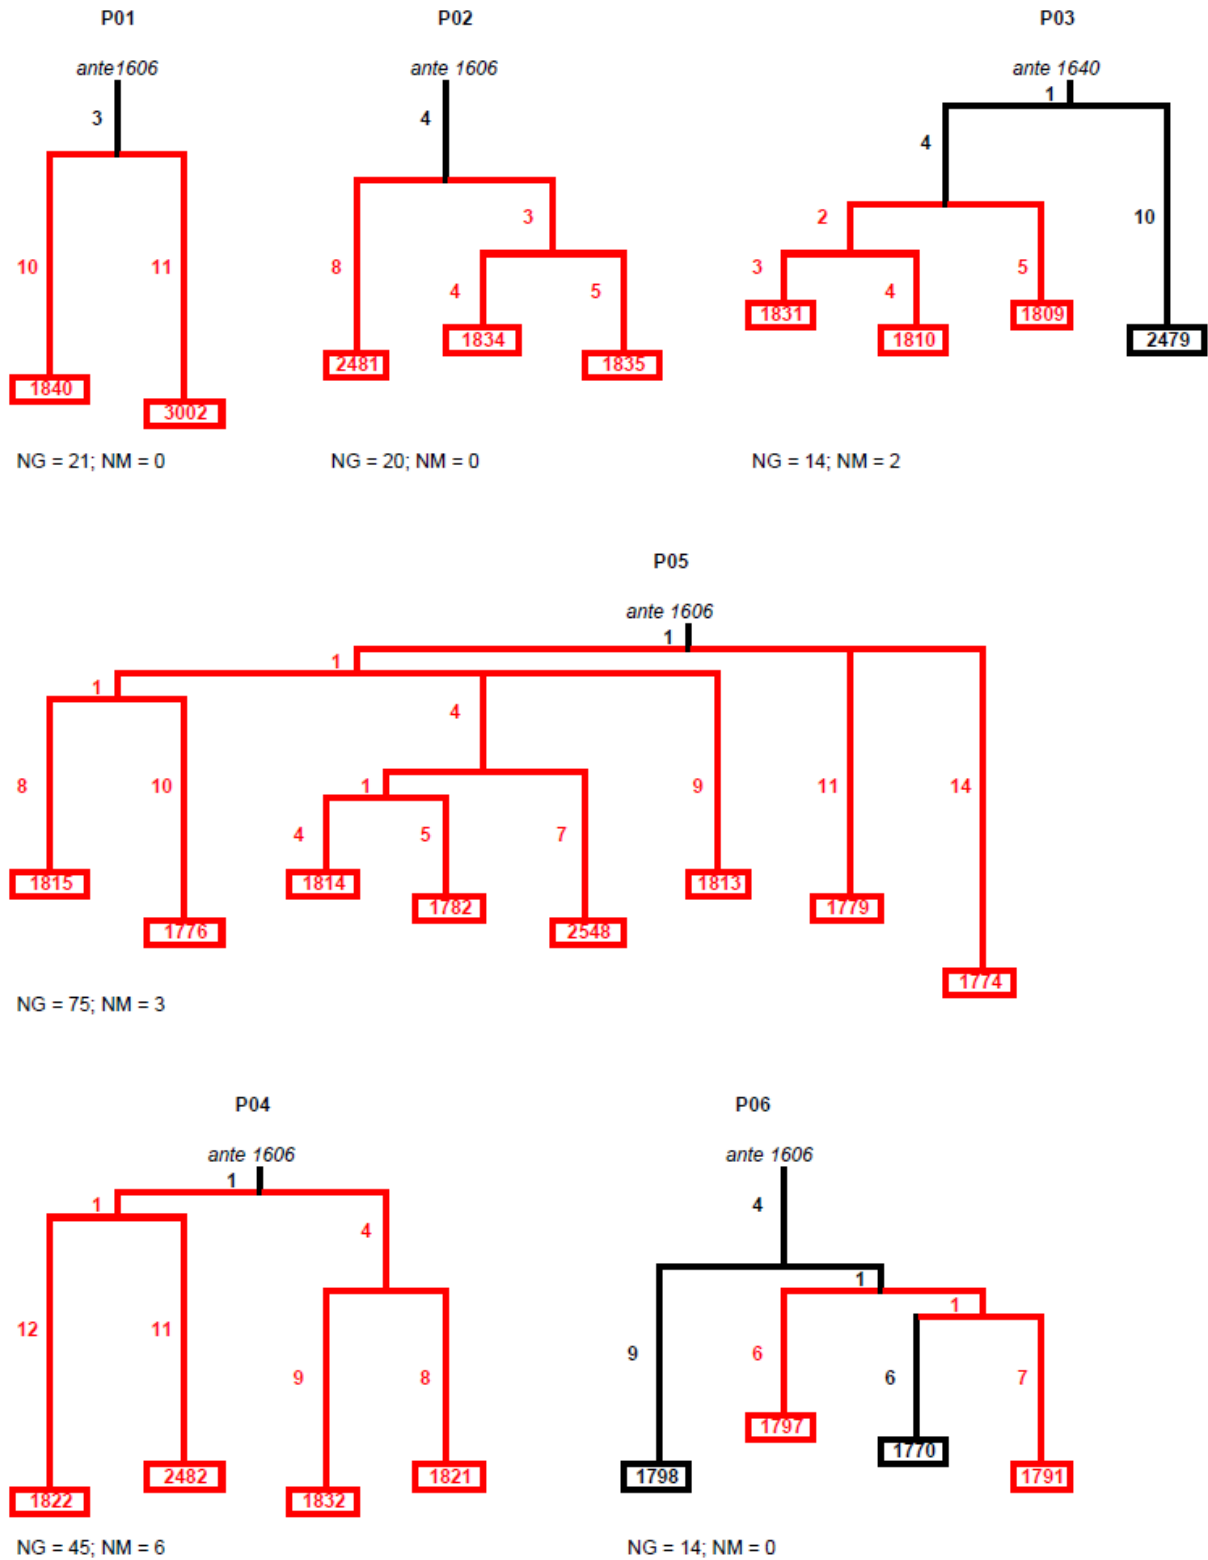 P01 P02 P03
ante1606 ante 1606 ante 1640
1
3 4
4
3 2 10
10 11 8 3 5
4 5 4
1831 1809
1834 1810 2479
2481 1835
1840
3002
NG = 21; NM = 0 NG = 20; NM = 0 NG = 14; NM = 2
P05
ante 1606
1
1
1
4
8 10 1 9 11 14
4 5 7
1815 1814 1813
1782 1779
1776 2548
1774
NG = 75; NM = 3
P04 P06
ante 1606 ante 1606
1
1 4
4
1
1
12 11 9 6
9 8 6 7
1797
1770
2482 1821 1798 1791
1822 1832
NG = 45; NM = 6 NG = 14; NM = 0